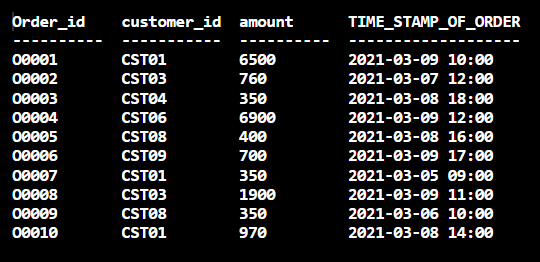 Order_id customer_id amount TIME_STAMP_OF_ORDER
---------- ----------- ---------- -------------------
O0001 CST01 6500 2021-03-09 10:00
O0002 CST03 760 2021-03-07 12:00
O0003 CST04 350 2021-03-08 18:00
O0004 CST06 6900 2021-03-09 12:00
O0005 CST08 400 2021-03-08 16:00
O0006 CST09 700 2021-03-09 17:00
O0007 CST01 350 2021-03-05 09:00
O0008 CST03 1900 2021-03-09 11:00
O0009 CST08 350 2021-03-06 10:00
O0010 CST01 970 2021-03-08 14:00